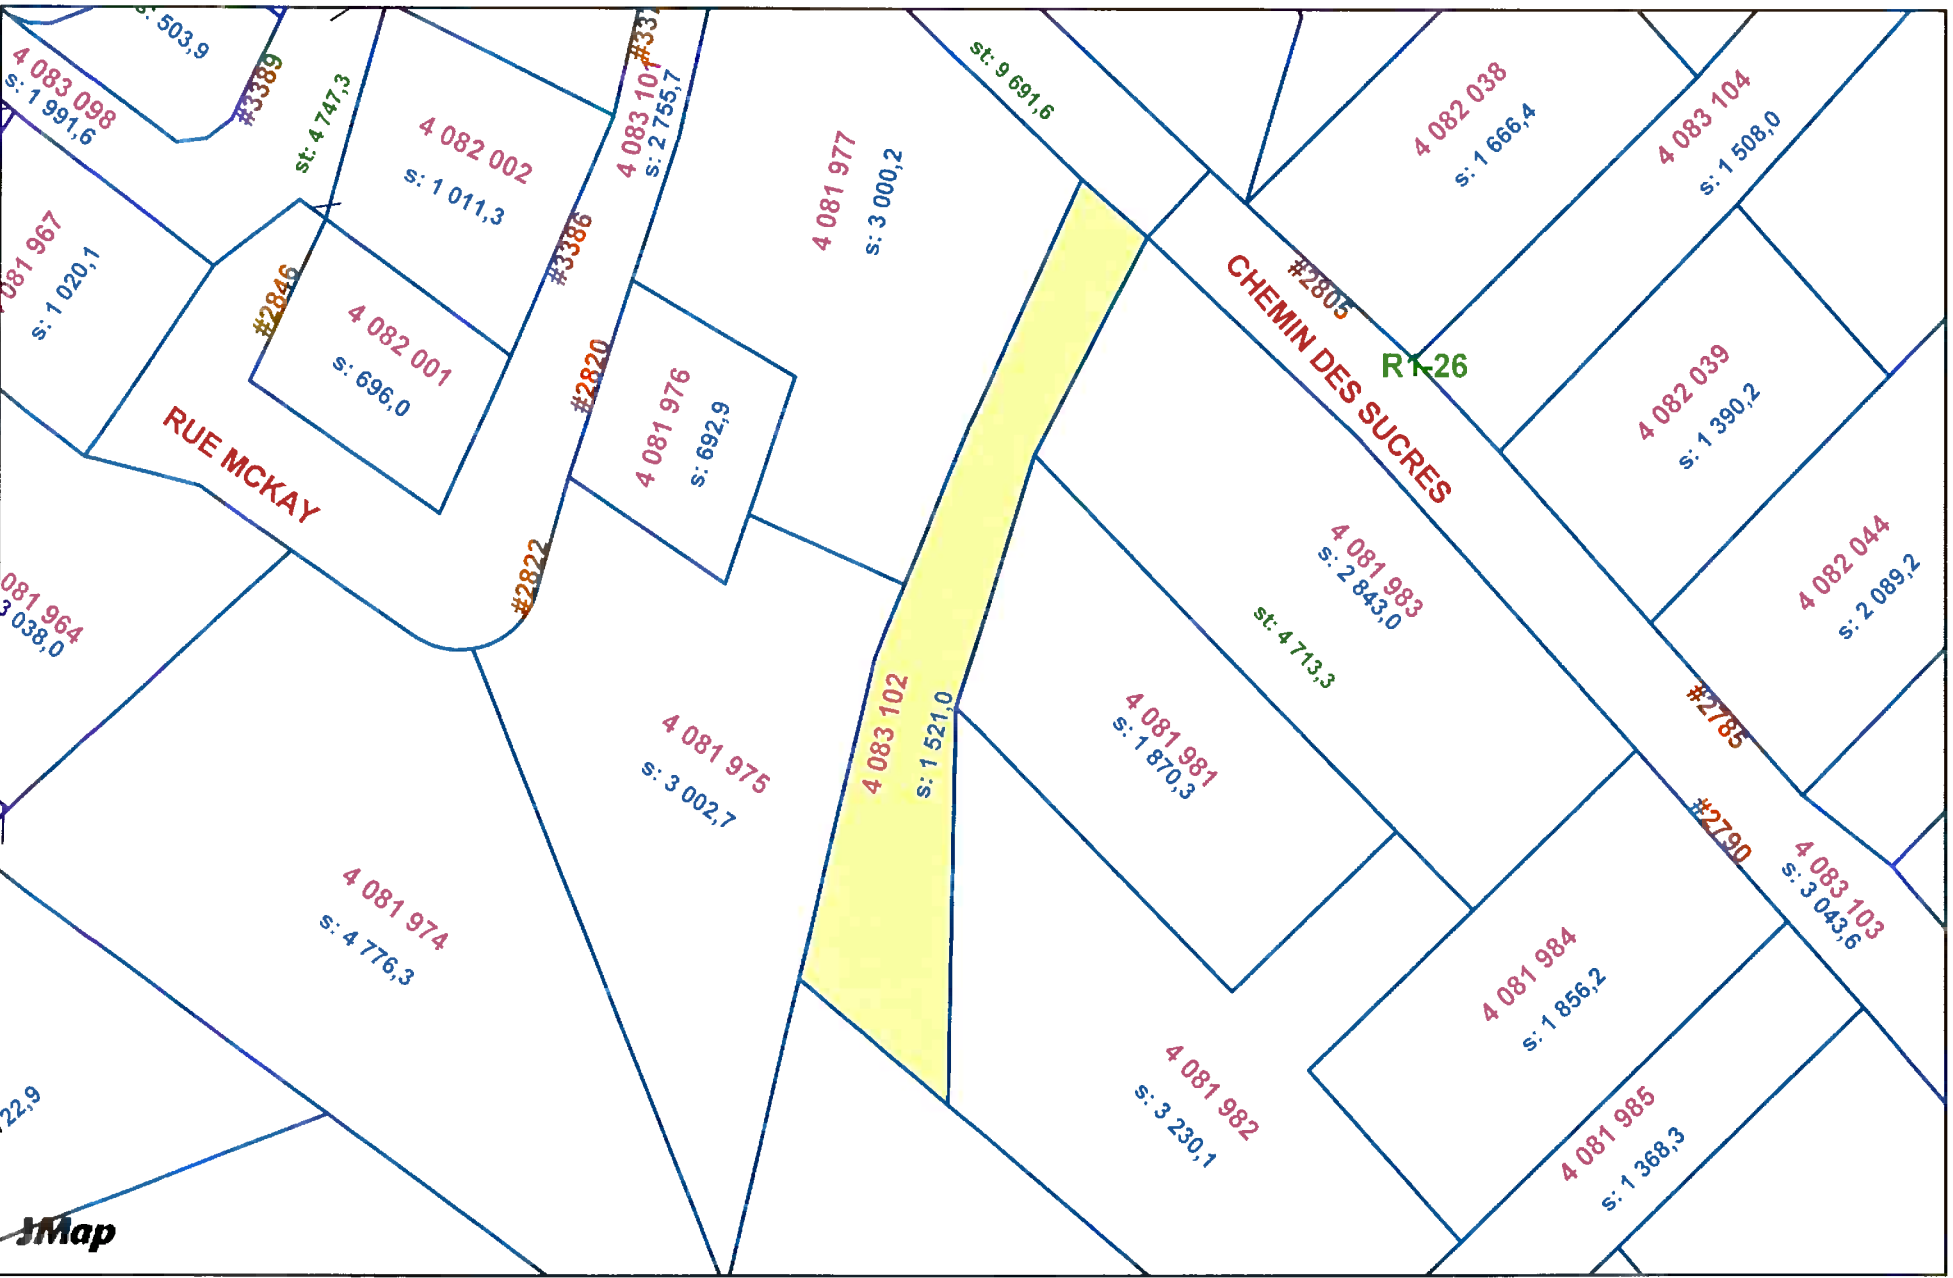 s: 503,9
4 083 098
s: 1 991,6
#3389
st: 4 747,3
4 082 002
s: 1 011,3
4 083 101
s: 2 755,7
#3386
4 081 977
s: 3 000,2
st: 9 691,6
4 082 038
s: 1 666,4
4 083 104
s: 1 508,0
081 967
s: 1 020,1
#2846
4 082 001
s: 696,0
#2820
4 081 976
s: 692,9
CHEMIN DES SUCRES
#2805
R1-26
4 082 039
s: 1 390,2
RUE MCKAY
#2822
4 081 983
s: 2 843,0
st: 4 713,3
4 082 044
s: 2 089,2
081 964
3 038,0
4 081 975
s: 3 002,7
4 083 102
s: 1 521,0
4 081 981
s: 1 870,3
#2785
#2790
4 083 103
s: 3 043,6
4 081 974
s: 4 776,3
4 081 984
s: 1 856,2
4 081 982
s: 3 230,1
4 081 985
s: 1 368,3
22,9
JMap